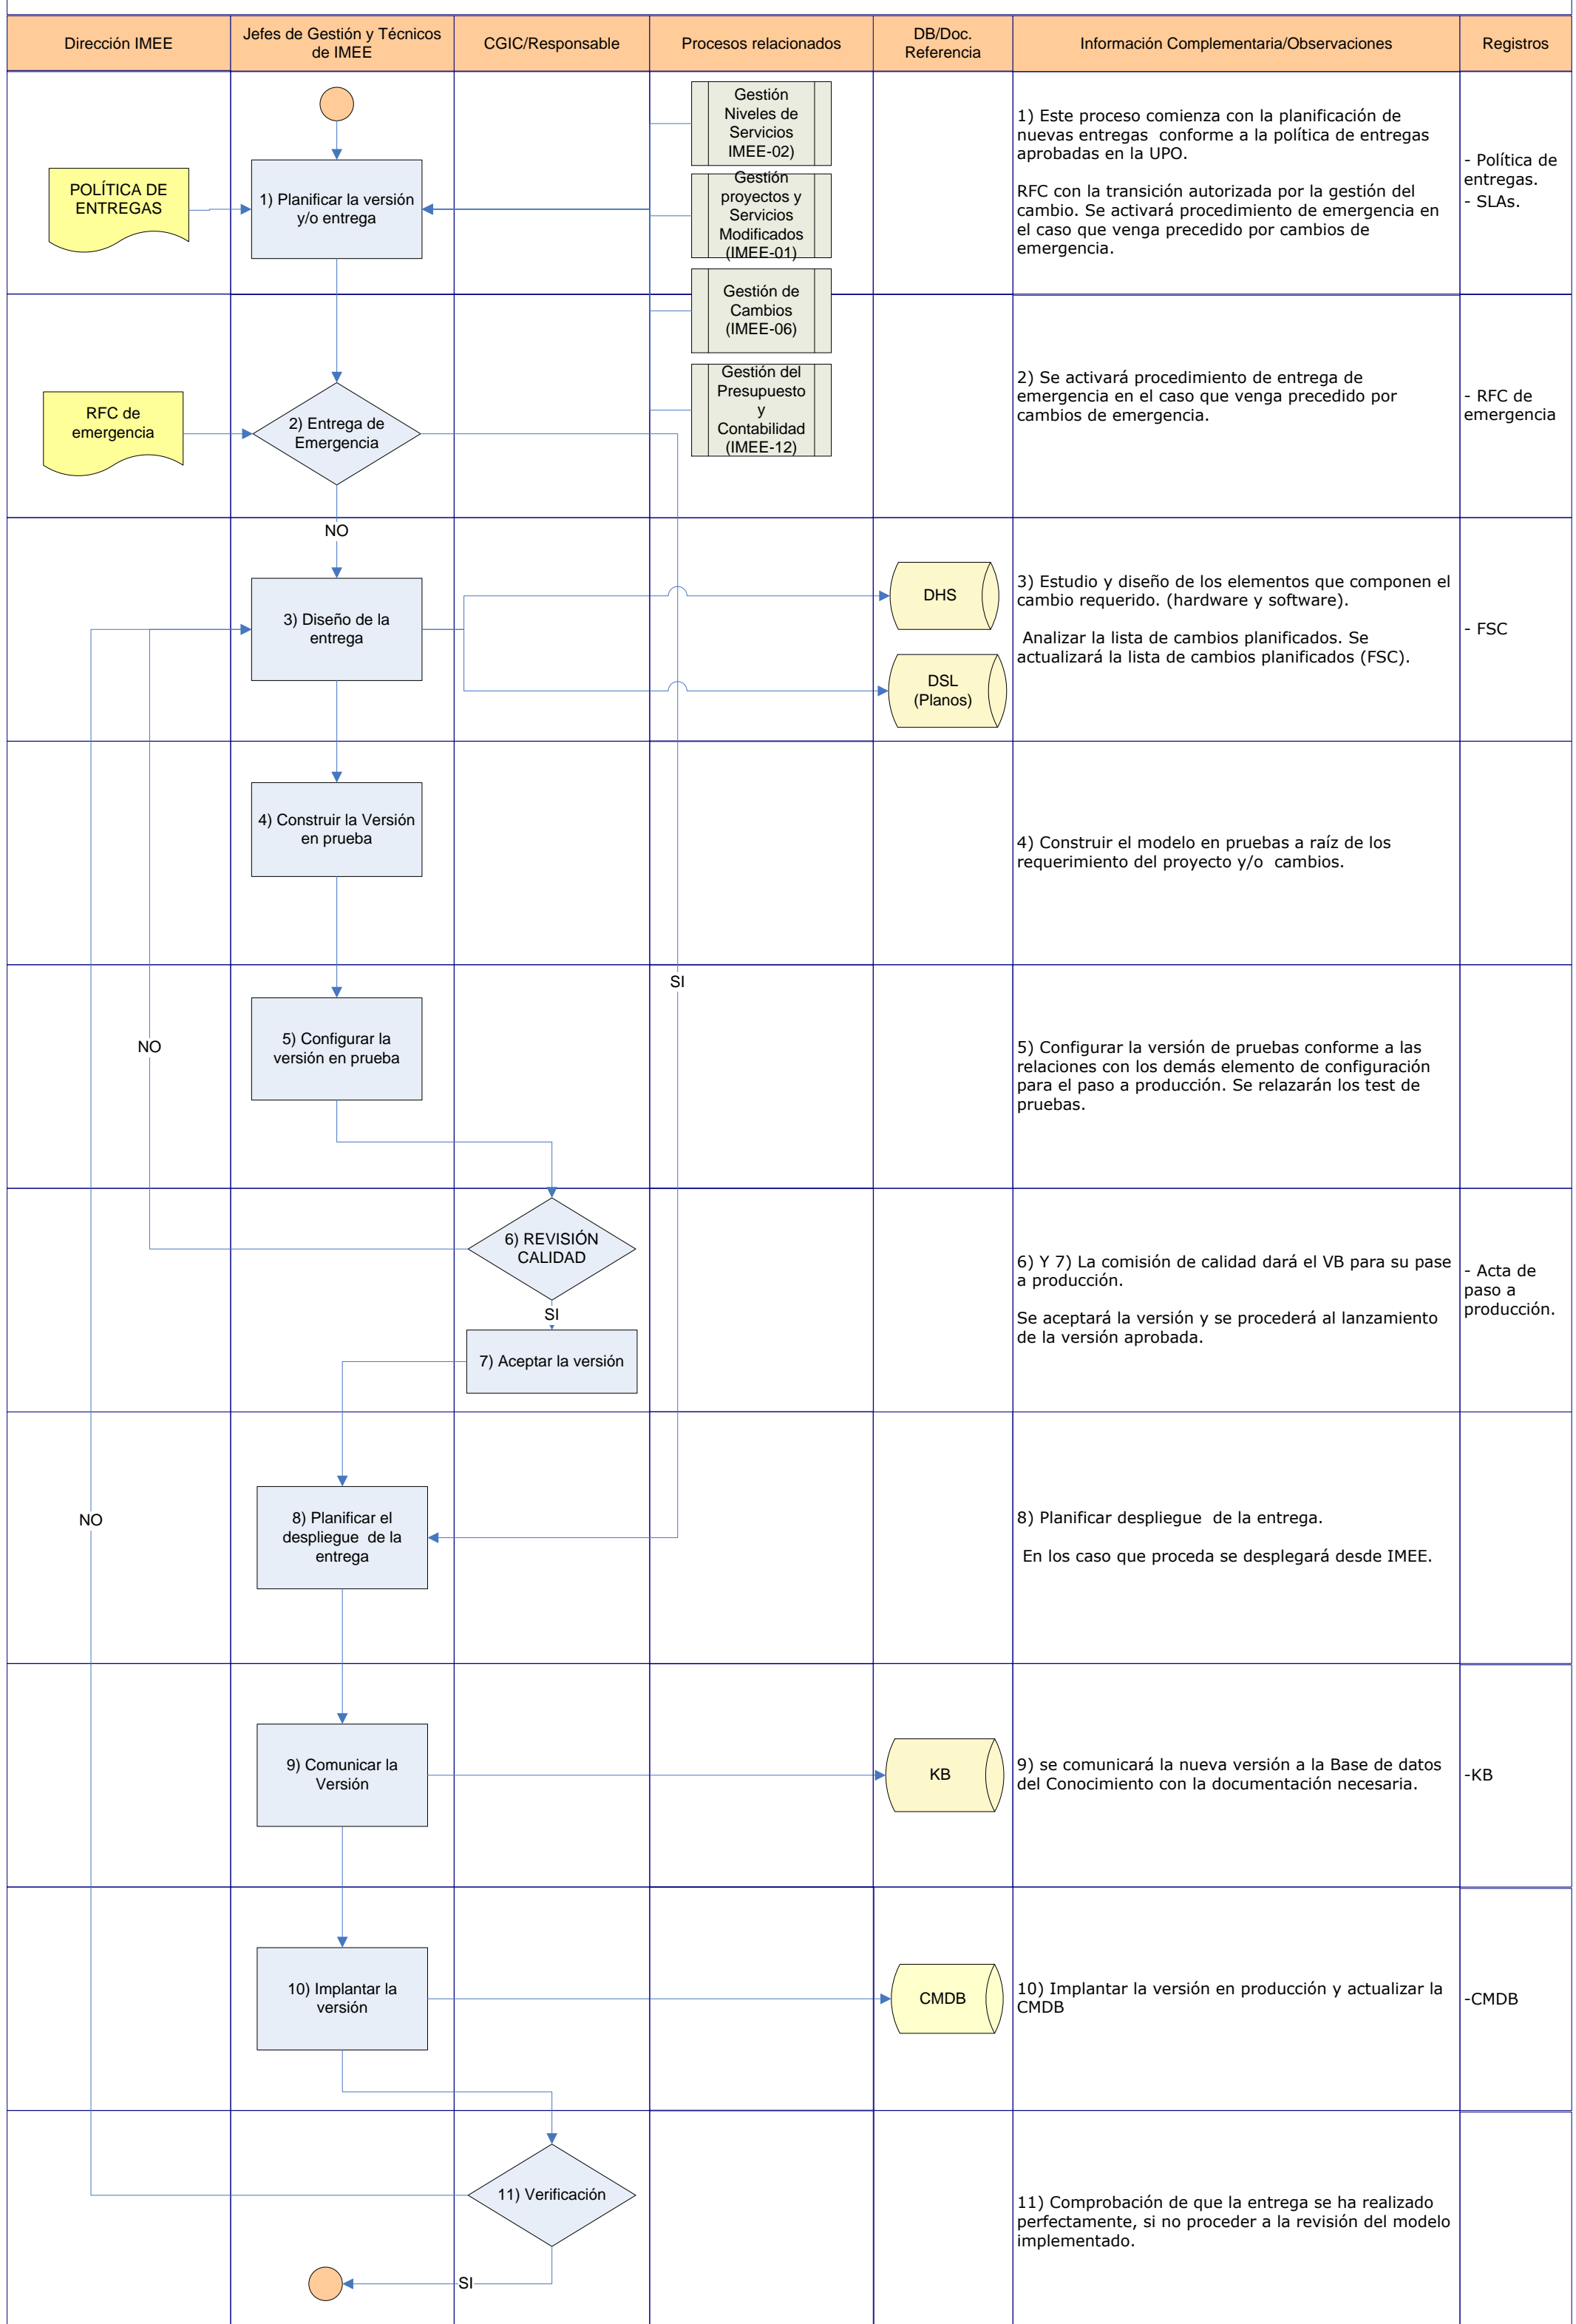 Dirección IMEE
Jefes de Gestión y Técnicos
de IMEE
CGIC/Responsable
Procesos relacionados
DB/Doc.
Referencia
Información Complementaria/Observaciones
Registros
POLÍTICA DE
ENTREGAS
1) Planificar la versión
y/o entrega
Gestión
Niveles de
Servicios
IMEE-02)
Gestión
proyectos y
Servicios
Modificados
(IMEE-01)
Gestión de
Cambios
(IMEE-06)
Gestión del
Presupuesto
y
Contabilidad
(IMEE-12)
1) Este proceso comienza con la planificación de
nuevas entregas  conforme a la política de entregas
aprobadas en la UPO.
RFC con la transición autorizada por la gestión del
cambio. Se activará procedimiento de emergencia en
el caso que venga precedido por cambios de
emergencia.
- Política de
entregas.
- SLAs.
RFC de
emergencia
2) Entrega de
Emergencia
2) Se activará procedimiento de entrega de
emergencia en el caso que venga precedido por
cambios de emergencia.
- RFC de
emergencia
NO
3) Diseño de la
entrega
DHS
DSL
(Planos)
3) Estudio y diseño de los elementos que componen el
cambio requerido. (hardware y software).
Analizar la lista de cambios planificados. Se
actualizará la lista de cambios planificados (FSC).
- FSC
4) Construir la Versión
en prueba
4) Construir el modelo en pruebas a raíz de los
requerimiento del proyecto y/o  cambios.
SI
NO
5) Configurar la
versión en prueba
5) Configurar la versión de pruebas conforme a las
relaciones con los demás elemento de configuración
para el paso a producción. Se relazarán los test de
pruebas.
6) REVISIÓN
CALIDAD
SI
7) Aceptar la versión
6) Y 7) La comisión de calidad dará el VB para su pase
a producción.
Se aceptará la versión y se procederá al lanzamiento
de la versión aprobada.
- Acta de
paso a
producción.
NO
8) Planificar el
despliegue  de la
entrega
8) Planificar despliegue  de la entrega.
En los caso que proceda se desplegará desde IMEE.
9) Comunicar la
Versión
KB
9) se comunicará la nueva versión a la Base de datos
del Conocimiento con la documentación necesaria.
-KB
10) Implantar la
versión
CMDB
10) Implantar la versión en producción y actualizar la
CMDB
-CMDB
11) Verificación
11) Comprobación de que la entrega se ha realizado
perfectamente, si no proceder a la revisión del modelo
implementado.
SI